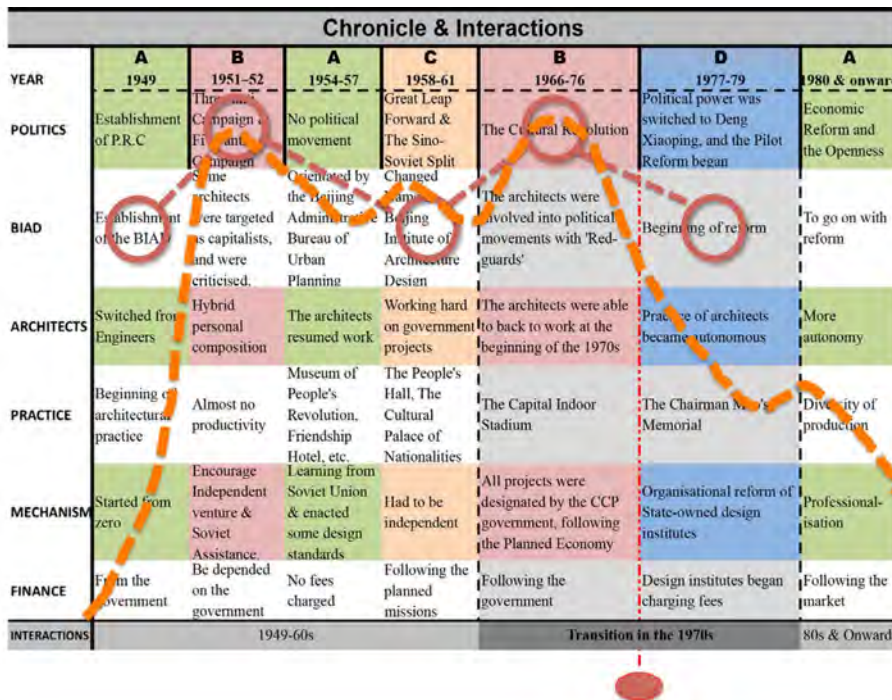 Chronicle & Interactions
A B A C B D A
YEAR 1949 1951–52 1954-57 1958-61 1966-76 1977-79 1980 & onward
POLITICS
Establishment
of P.R.C
Campaign &
Campaign
No political
movement
Great Leap
Forward &
The Sino-
Soviet Split
The Cultural Revolution
Political power was
switched to Deng
Xiaoping, and the Pilot
Reform began
Economic
Reform and
the Openness
BIAD
Establishment
of the BIAD
Some
architects
were targeted
as capitalists,
and were
criticised.
Orientated by
the Beijing
Administrative
Bureau of
Urban
Planning
Changed
Beijing
Institute of
Architecture
Design
The architects were
involved into political
movements with 'Red-
guards'
Beginning of reform
To go on with
reform
ARCHITECTS
Switched from
Engineers
Hybrid
personal
composition
The architects
resumed work
Working hard
on government
projects
The architects were able
to back to work at the
beginning of the 1970s
Practice of architects
became autonomous
More
autonomy
PRACTICE
Beginning of
architectural
practice
Almost no
productivity
Museum of
People's
Revolution,
Friendship
Hotel, etc.
The People's
Hall, The
Cultural
Palace of
Nationalities
The Capital Indoor
Stadium
The Chairman Mao's
Memorial
Diversity of
production
MECHANISM
Started from
zero
Encourage
Independent
venture &
Soviet
Assistance.
Learning from
Soviet Union
& enacted
some design
standards
Had to be
independent
All projects were
designated by the CCP
government, following
the Planned Economy
Organisational reform of
State-owned design
institutes
Professional-
isation
FINANCE
From the
government
Be depended
on the
government
No fees
charged
Following the
planned
missions
Following the
government
Design institutes began
charging fees
Following the
market
INTERACTIONS 1949-60s Transition in the 1970s 80s & Onward